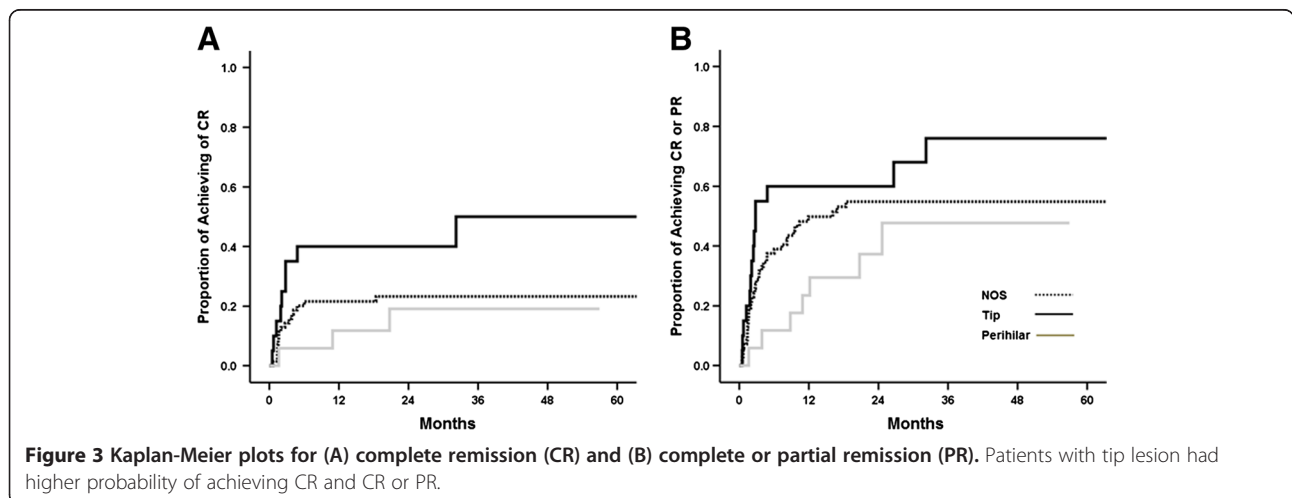 A
Proportion of Achieving of CR
1.0
0.8
0.6
0.4
0.2
0.0
0 12 24 36 48 60
Months
B
Proportion of Achieving CR or PR
1.0
0.8
0.6
0.4
0.2
0.0
NOS
Tip
Perihilar
0 12 24 36 48 60
Months
Figure 3 Kaplan-Meier plots for (A) complete remission (CR) and (B) complete or partial remission (PR). Patients with tip lesion had
higher probability of achieving CR and CR or PR.